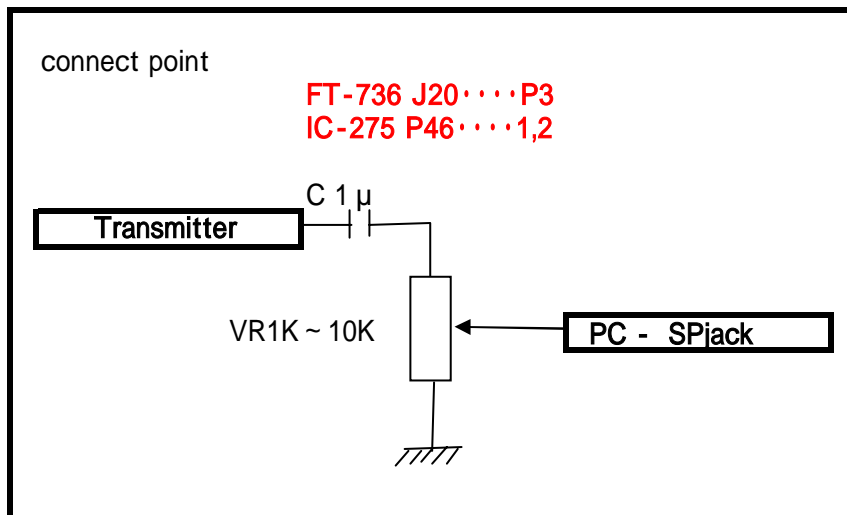 connect point
FT-736 J20････P3
IC-275 P46････1,2
C 1 μ
Transmitter
VR1K ~ 10K
PC - SPjack